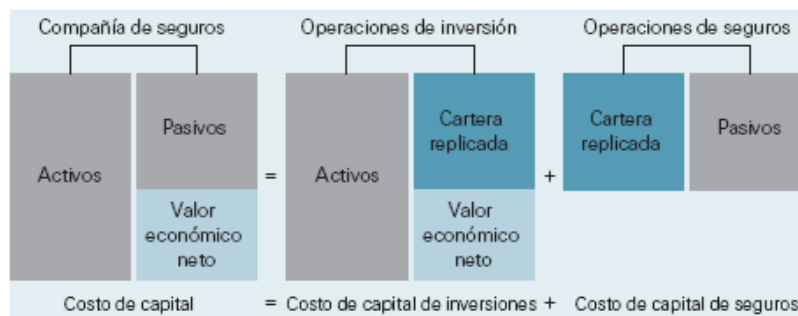 Compañía de seguros
Operaciones de inversión
Operaciones de seguros
Activos
Pasivos
Valor
económico
neto
=
Activos
Cartera
replicada
Valor
económico
neto
+
Cartera
replicada
Pasivos
Costo de capital = Costo de capital de inversiones + Costo de capital de seguros